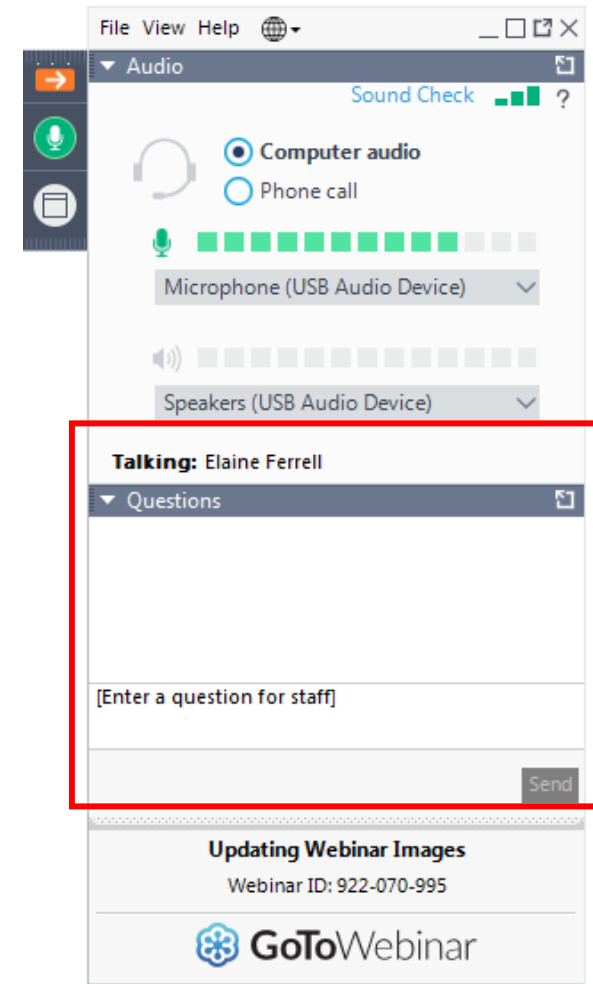 File View Help
Audio
Sound Check ?
Computer audio
Phone call
Microphone (USB Audio Device)
Speakers (USB Audio Device)
Talking: Elaine Ferrell
Questions
[Enter a question for staff]
Send
Updating Webinar Images
Webinar ID: 922-070-995
GoToWebinar